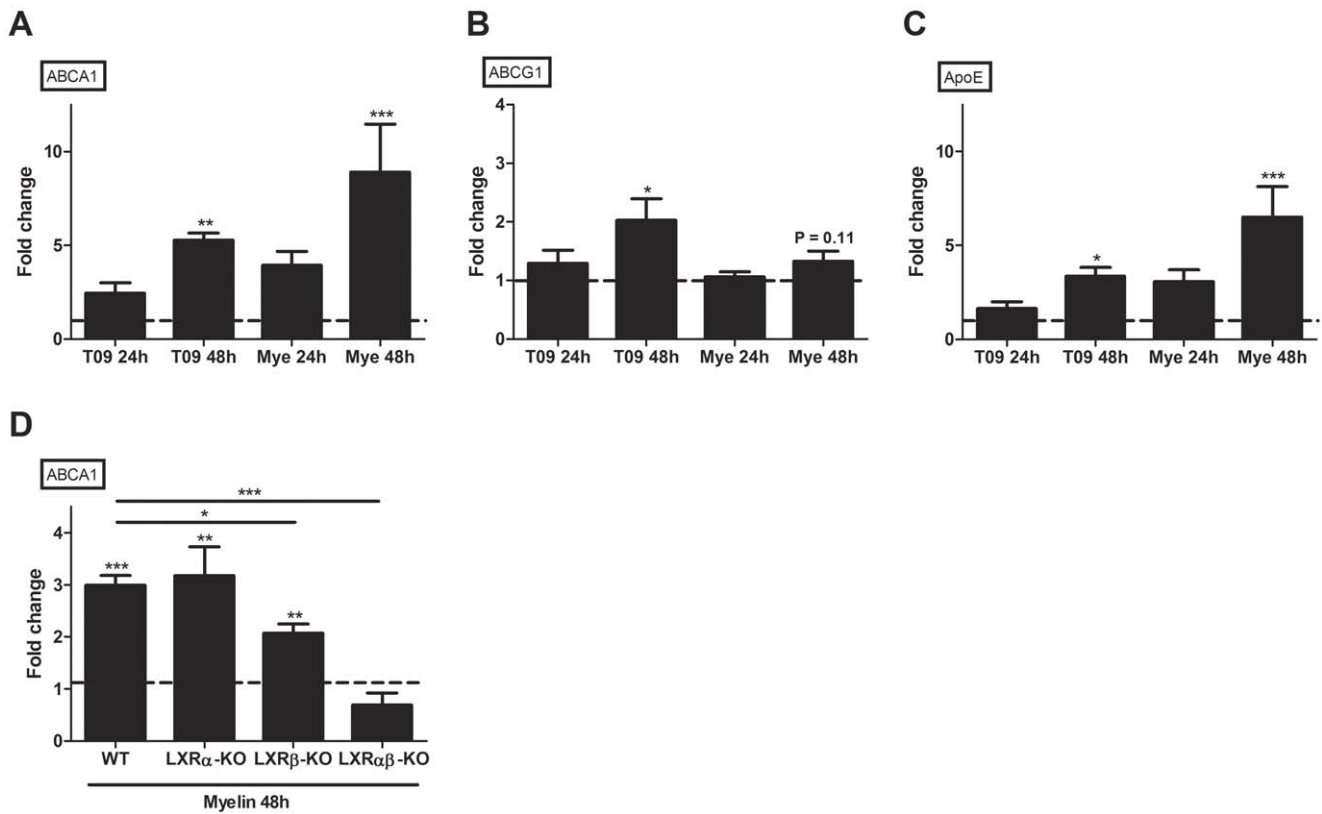 A
ABCA1
Fold change
10
5
0
**
***
T09 24h T09 48h Mye 24h Mye 48h
B
ABCG1
Fold change
4
3
2
1
0
*
P = 0.11
T09 24h T09 48h Mye 24h Mye 48h
C
ApoE
Fold change
10
5
0
*
***
T09 24h T09 48h Mye 24h Mye 48h
D
ABCA1
Fold change
4
3
2
1
0
***
*
***
**
**
WT LXRα-KO LXRβ-KO LXRαβ-KO
Myelin 48h